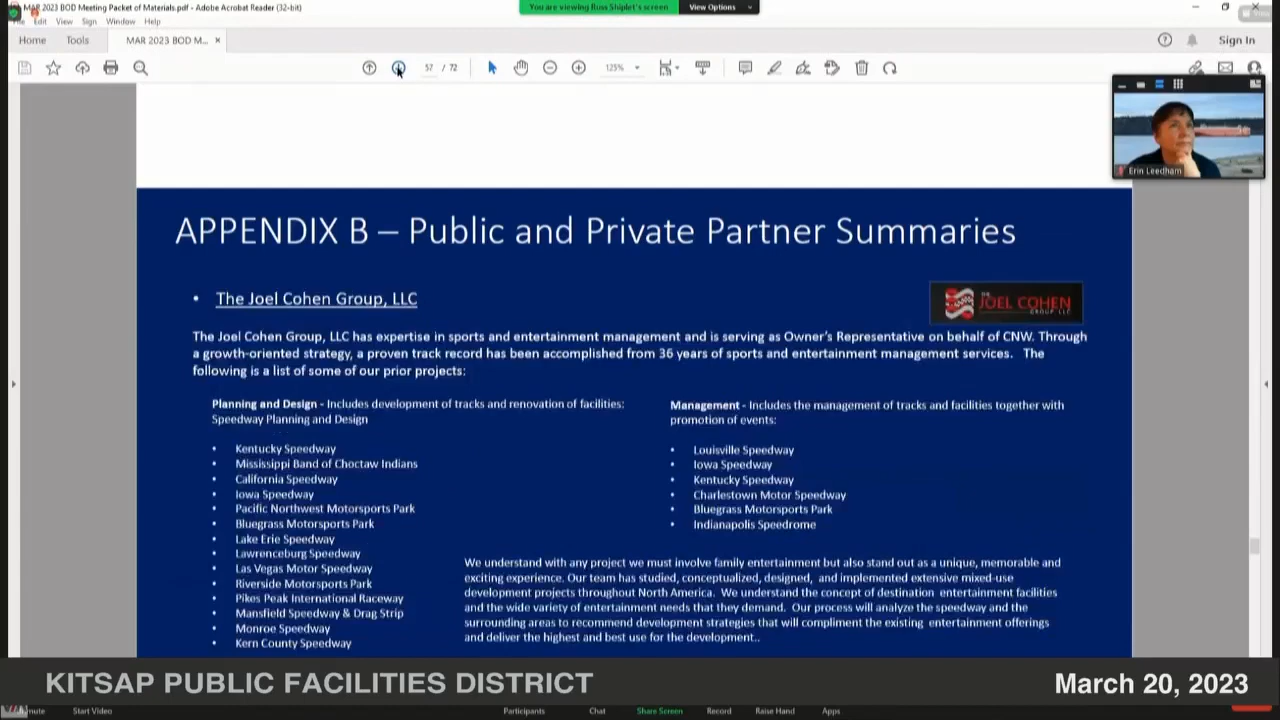 MAR 2023 BOD Meeting Packet of Materials.pdf - Adobe Acrobat Reader (32-bit)
You are viewing Russ Shiplet's screen
View Options
File Edit View Sign Window Help
Home Tools MAR 2023 BOD M... × Sign In
57 / 72 125%
Erin Leedham
APPENDIX B – Public and Private Partner Summaries
• The Joel Cohen Group, LLC
THE
JOEL COHEN
GROUP LLC
The Joel Cohen Group, LLC has expertise in sports and entertainment management and is serving as Owner's Representative on behalf of CNW. Through
a growth-oriented strategy, a proven track record has been accomplished from 36 years of sports and entertainment management services. The
following is a list of some of our prior projects:
Planning and Design - Includes development of tracks and renovation of facilities:
Speedway Planning and Design
• Kentucky Speedway
• Mississippi Band of Choctaw Indians
• California Speedway
• Iowa Speedway
• Pacific Northwest Motorsports Park
• Bluegrass Motorsports Park
• Lake Erie Speedway
• Lawrenceburg Speedway
• Las Vegas Motor Speedway
• Riverside Motorsports Park
• Pikes Peak International Raceway
• Mansfield Speedway & Drag Strip
• Monroe Speedway
• Kern County Speedway
Management - Includes the management of tracks and facilities together with
promotion of events:
• Louisville Speedway
• Iowa Speedway
• Kentucky Speedway
• Charlestown Motor Speedway
• Bluegrass Motorsports Park
• Indianapolis Speedrome
We understand with any project we must involve family entertainment but also stand out as a unique, memorable and
exciting experience. Our team has studied, conceptualized, designed, and implemented extensive mixed-use
development projects throughout North America. We understand the concept of destination entertainment facilities
and the wide variety of entertainment needs that they demand. Our process will analyze the speedway and the
surrounding areas to recommend development strategies that will compliment the existing entertainment offerings
and deliver the highest and best use for the development..
KITSAP PUBLIC FACILITIES DISTRICT
March 20, 2023
Start Video Participants Chat Share Screen Record Raise Hand Apps